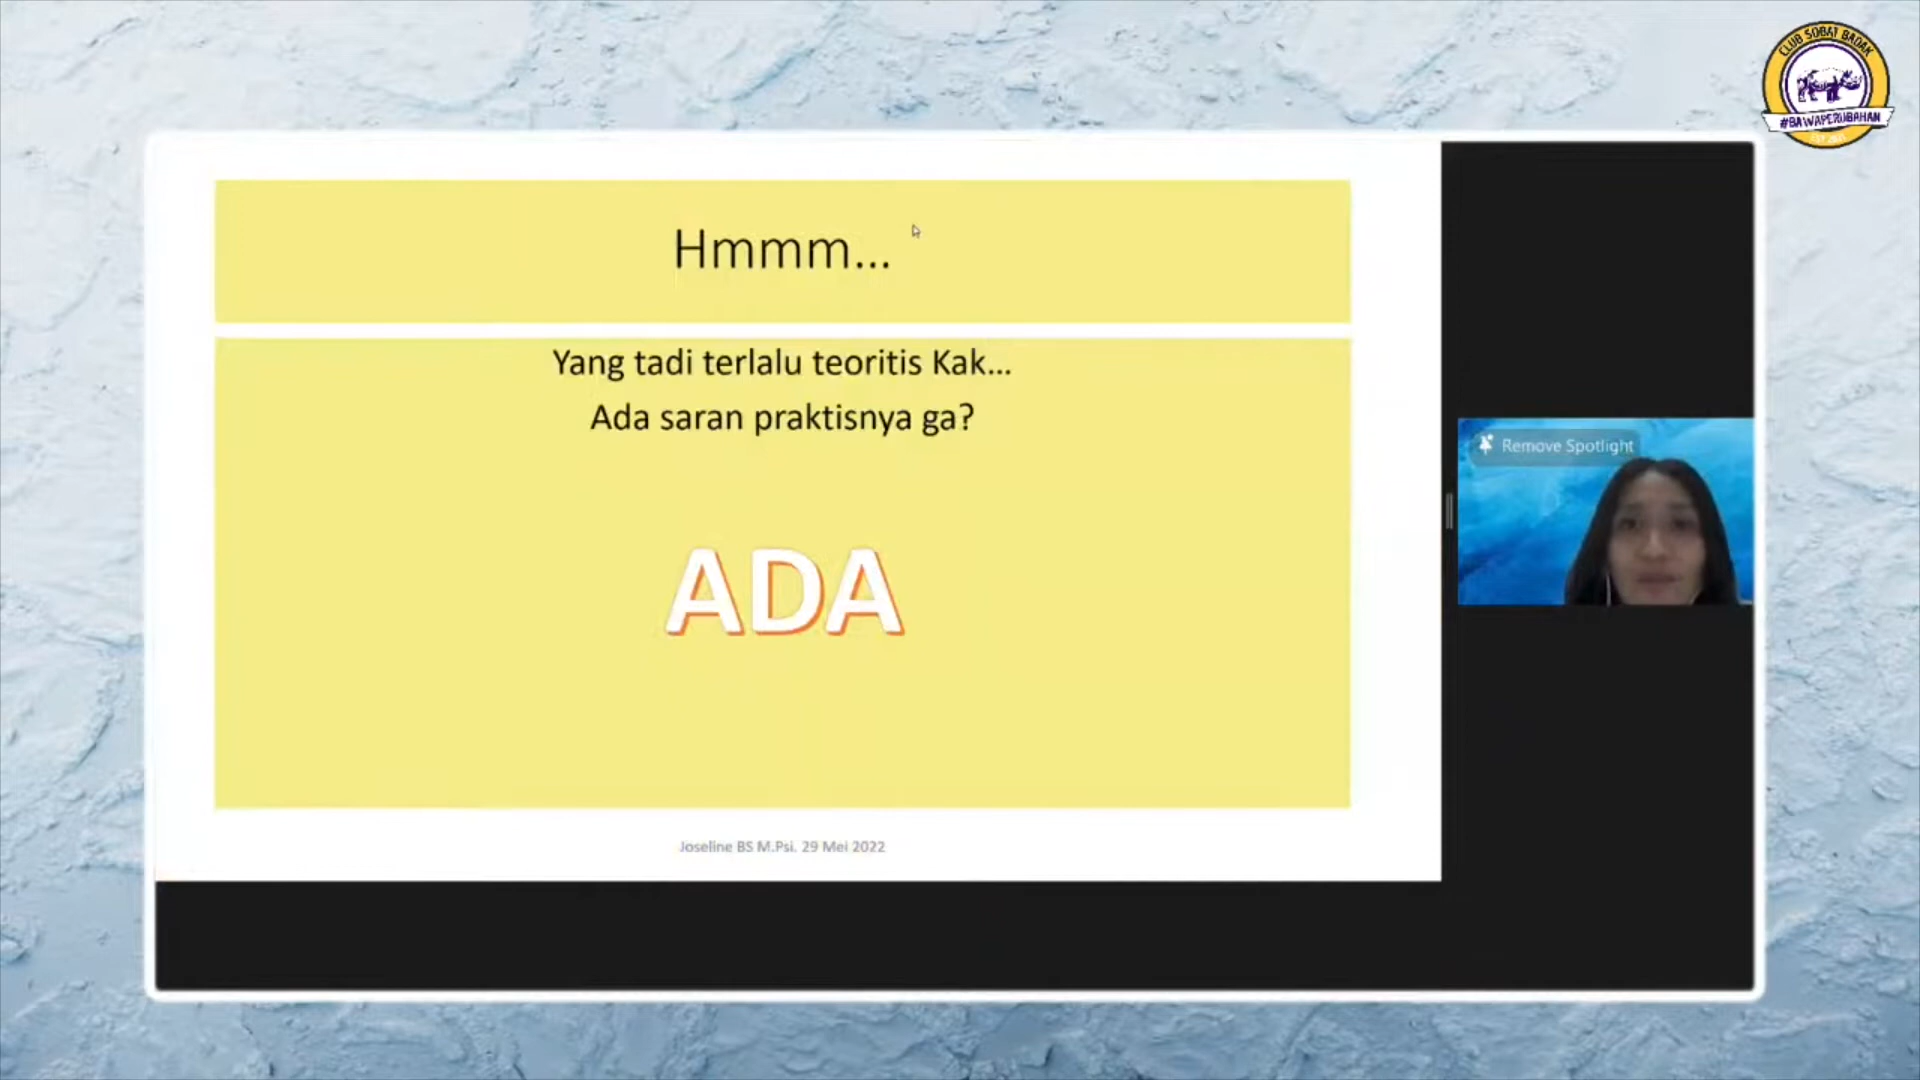 CLUB SOBAT BADAK
#BAWAPERUBAHAN
Hmmm...
Yang tadi terlalu teoritis Kak...
Ada saran praktisnya ga?
ADA
Remove Spotlight
Joseline BS M.Psi. 29 Mei 2022